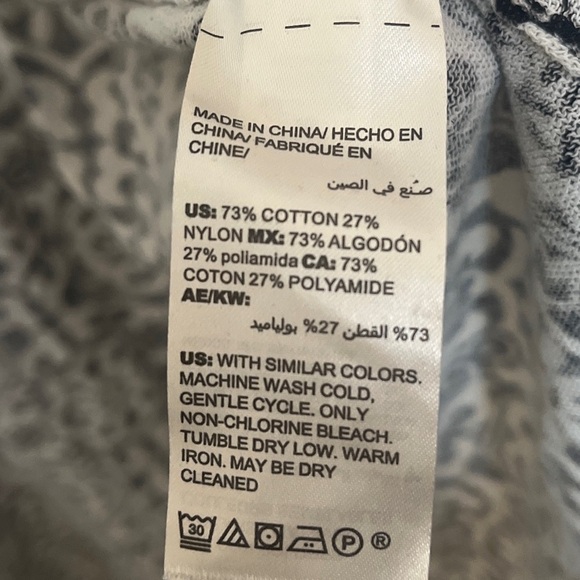 MADE IN CHINA/ HECHO EN
CHINA/ FABRIQUÉ EN
CHINE/
صنع في الصين
US: 73% COTTON 27%
NYLON MX: 73% ALGODÓN
27% poliamida CA: 73%
COTON 27% POLYAMIDE
AE/KW:
73% القطن 27% بولياميد
US: WITH SIMILAR COLORS.
MACHINE WASH COLD,
GENTLE CYCLE. ONLY
NON-CHLORINE BLEACH.
TUMBLE DRY LOW. WARM
IRON. MAY BE DRY
CLEANED
30 P ®